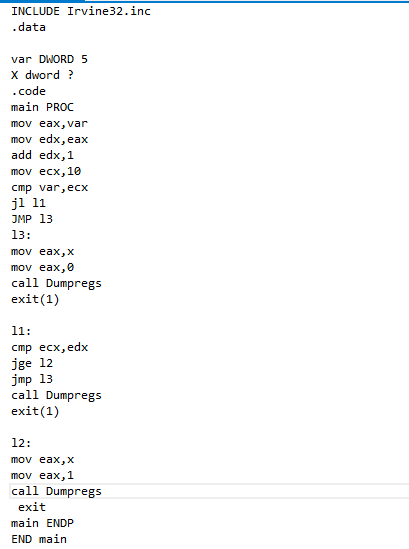 INCLUDE Irvine32.inc
.data
var DWORD 5
X dword ?
.code
main PROC
mov eax,var
mov edx,eax
add edx,1
mov ecx,10
cmp var,ecx
jl l1
JMP l3
l3:
mov eax,x
mov eax,0
call Dumpregs
exit(1)
l1:
cmp ecx,edx
jge l2
jmp l3
call Dumpregs
exit(1)
l2:
mov eax,x
mov eax,1
call Dumpregs
exit
main ENDP
END main